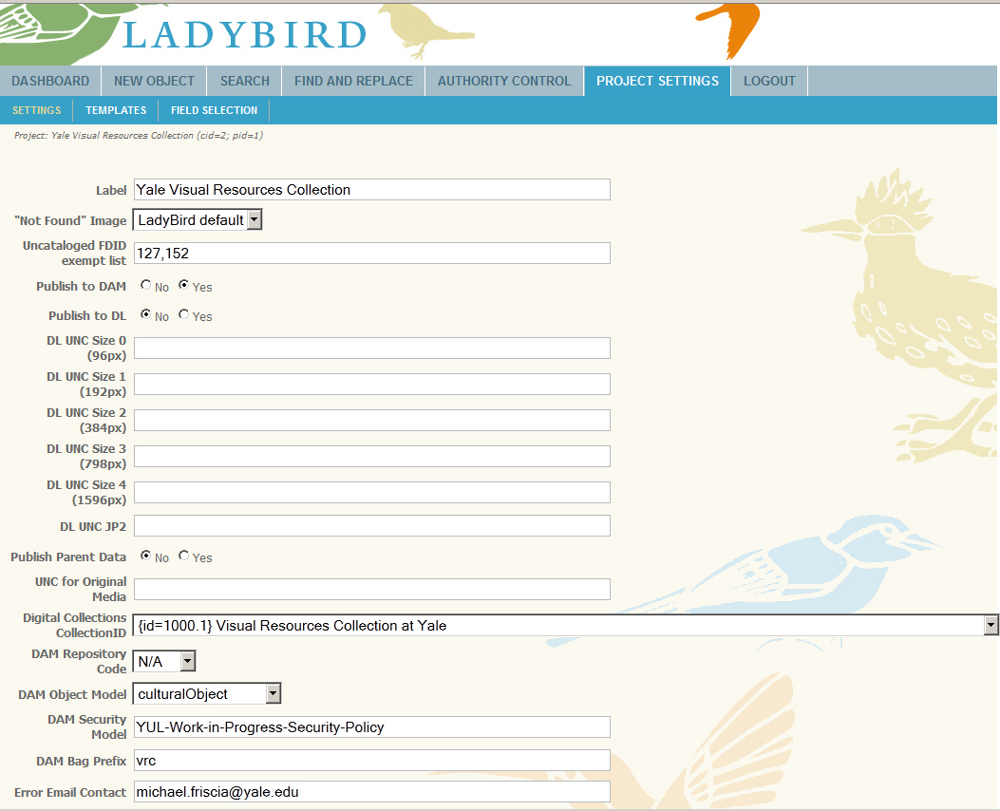 LADYBIRD
DASHBOARD NEW OBJECT SEARCH FIND AND REPLACE AUTHORITY CONTROL PROJECT SETTINGS LOGOUT
SETTINGS TEMPLATES FIELD SELECTION
Project: Yale Visual Resources Collection (cid=2; pid=1)
Label Yale Visual Resources Collection
"Not Found" Image LadyBird default
Uncataloged FDID
exempt list 127,152
Publish to DAM No Yes
Publish to DL No Yes
DL UNC Size 0
(96px)
DL UNC Size 1
(192px)
DL UNC Size 2
(384px)
DL UNC Size 3
(798px)
DL UNC Size 4
(1596px)
DL UNC JP2
Publish Parent Data No Yes
UNC for Original
Media
Digital Collections
CollectionID {id=1000.1} Visual Resources Collection at Yale
DAM Repository
Code N/A
DAM Object Model culturalObject
DAM Security
Model YUL-Work-in-Progress-Security-Policy
DAM Bag Prefix vrc
Error Email Contact michael.friscia@yale.edu